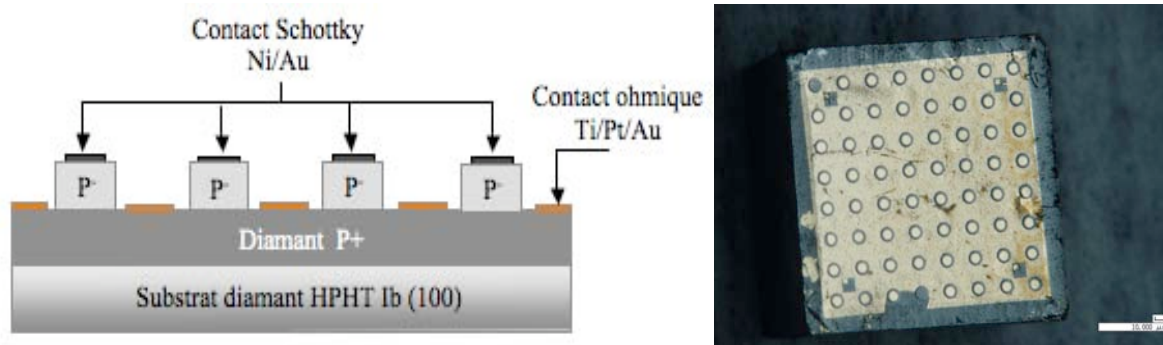 Contact Schottky
Ni/Au
Contact ohmique
Ti/Pt/Au
P- P- P- P-
Diamant P+
Substrat diamant HPHT Ib (100)